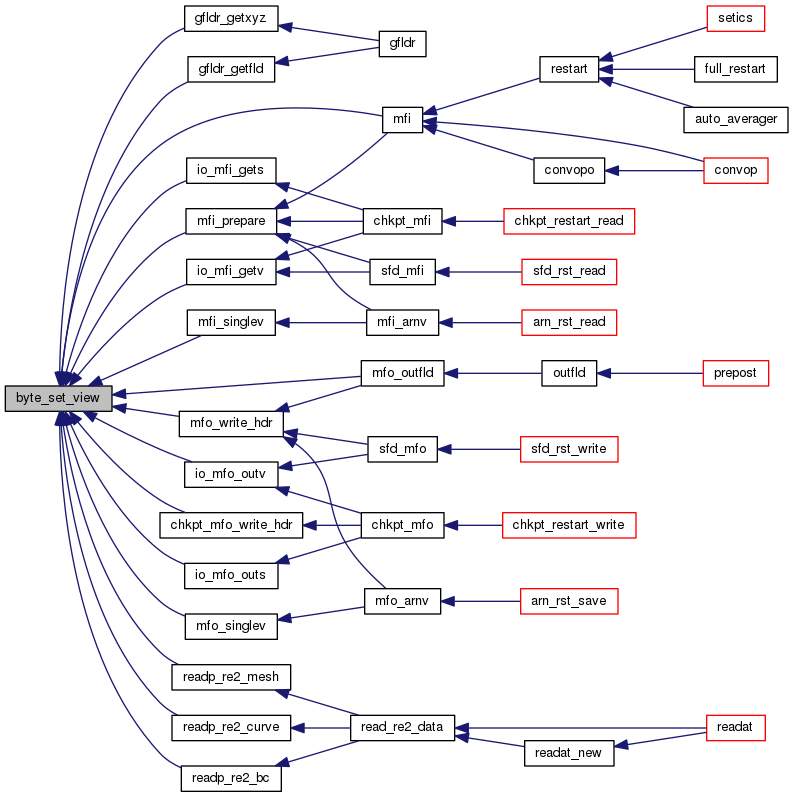 gfldr_getxyz
setics
gfldr
gfldr_getfld
restart
full_restart
mfi
auto_averager
io_mfi_gets
convopo
convop
mfi_prepare
chkpt_mfi
chkpt_restart_read
io_mfi_getv
sfd_mfi
sfd_rst_read
mfi_singlev
mfi_arnv
arn_rst_read
byte_set_view
mfo_outfld
outfld
prepost
mfo_write_hdr
sfd_mfo
sfd_rst_write
io_mfo_outv
chkpt_mfo_write_hdr
chkpt_mfo
chkpt_restart_write
io_mfo_outs
mfo_arnv
arn_rst_save
mfo_singlev
readp_re2_mesh
readp_re2_curve
read_re2_data
readat
readat_new
readp_re2_bc